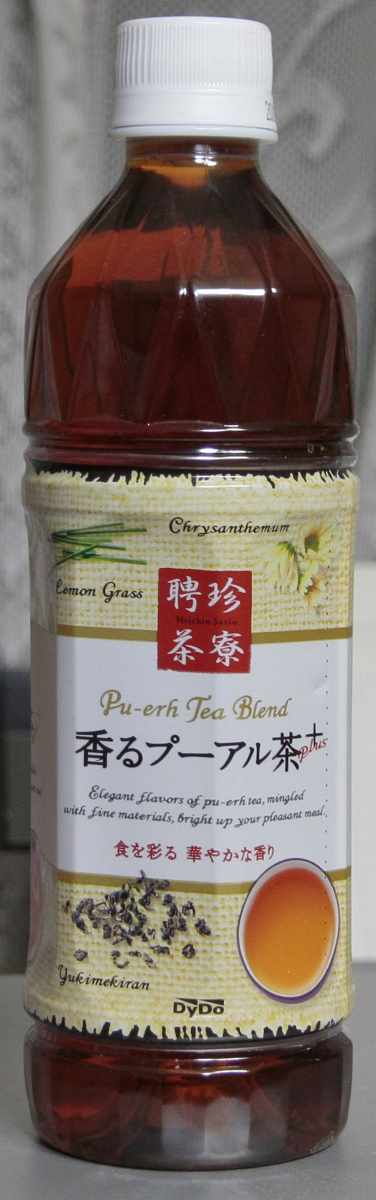 Chrysanthemum
Lemon Grass
聘珍
Heichin Saryo
茶寮
Pu-erh Tea Blend
香るプーアル茶+
plus
Elegant flavors of pu-erh tea, mingled
with fine materials, bright up your pleasant meal.
食を彩る 華やかな香り
Yukimekiran
DyDo